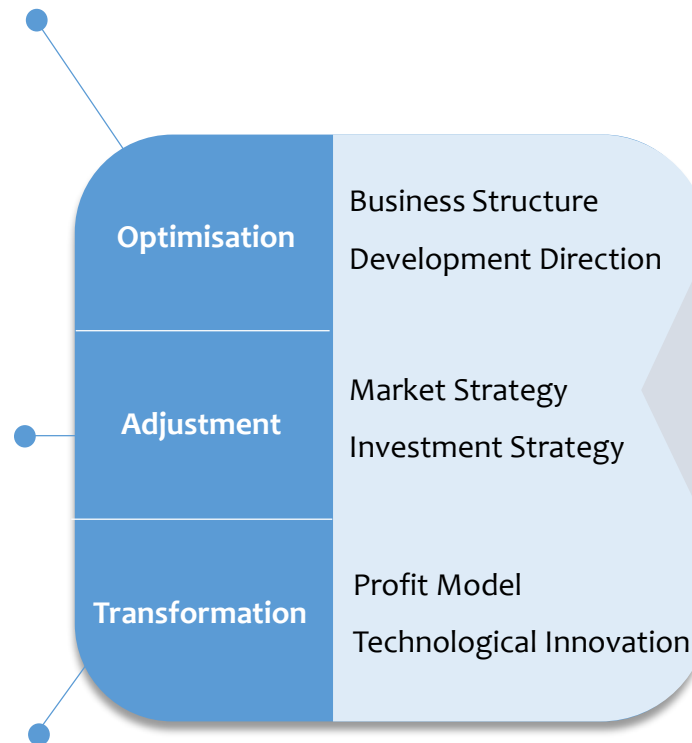 Optimisation
Business Structure
Development Direction
Adjustment
Market Strategy
Investment Strategy
Transformation
Profit Model
Technological Innovation